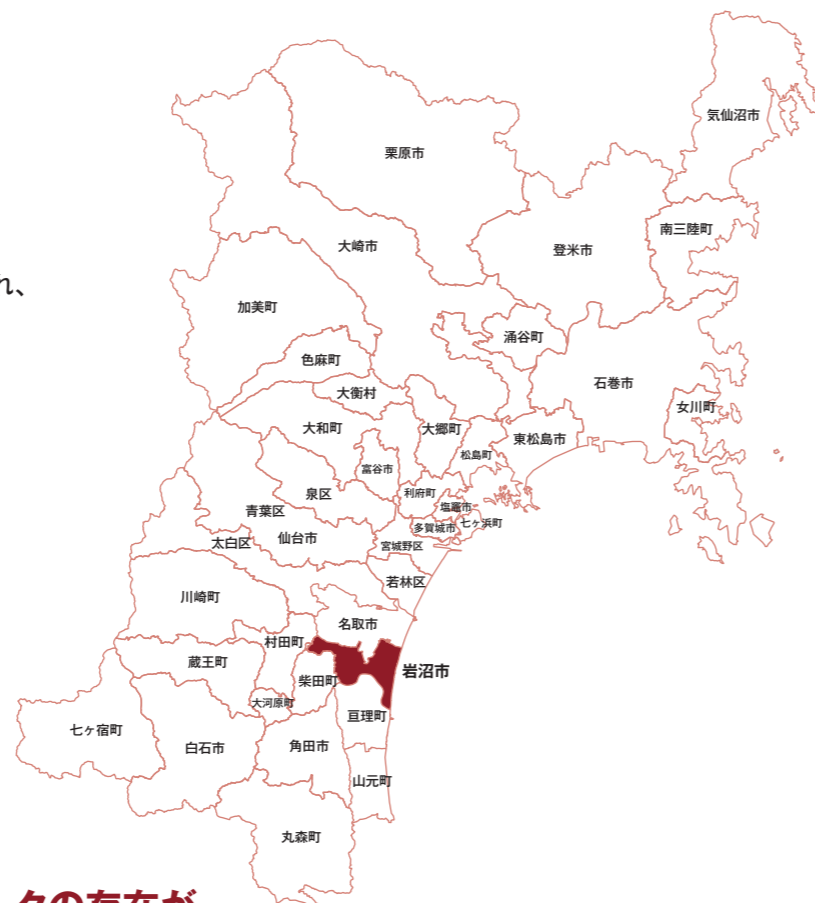 気仙沼市
栗原市
南三陸町
大崎市
登米市
れ、
加美町
涌谷町
色麻町
石巻市
大衡村
女川町
大和町
大郷町
東松島市
松島町
富谷市
泉区
利府町
塩竈市
青葉区
七ヶ浜町
多賀城市
仙台市
太白区
宮城野区
若林区
川崎町
名取市
村田町
蔵王町
岩沼市
柴田町
大河原町
亘理町
七ヶ宿町
白石市
角田市
山元町
丸森町
クの存在が